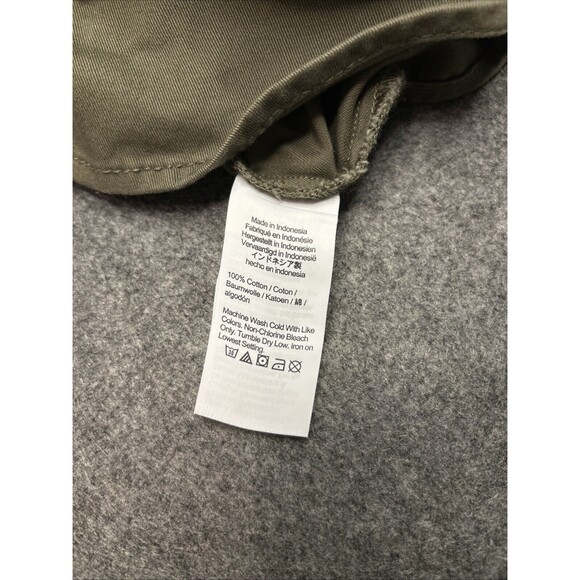 Made in Indonesia
Fabriqué en Indonésie
Hergestellt in Indonesien
Vervaardigd in Indonesië
インドネシア製
hecho en indonesia
100% Cotton / Coton /
Baumwolle / Katoen / 綿 /
algodón
Machine Wash Cold With Like
Colors. Non-Chlorine Bleach
Only. Tumble Dry Low. Iron on
Lowest Setting.